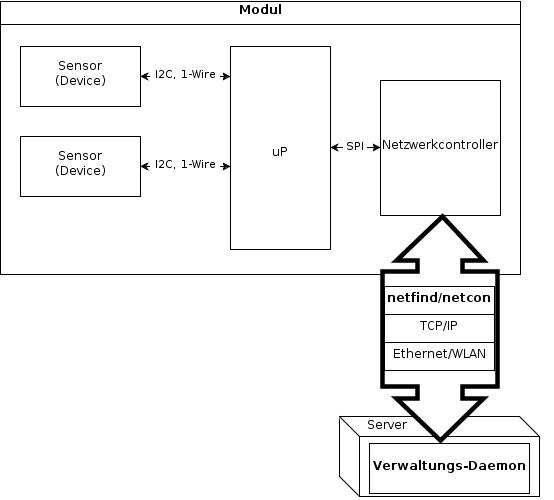 Modul
Sensor
(Device)
I2C, 1-Wire
Sensor
(Device)
I2C, 1-Wire
uP
SPI
Netzwerkcontroller
netfind/netcon
TCP/IP
Ethernet/WLAN
Server
Verwaltungs-Daemon